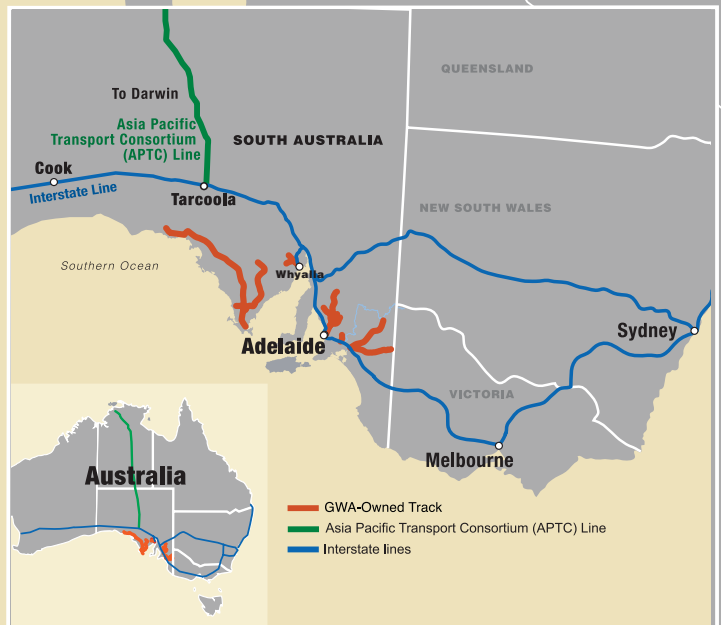 QUEENSLAND
To Darwin
Asia Pacific
Transport Consortium
(APTC) Line
SOUTH AUSTRALIA
Cook
Interstate Line
Tarcoola
NEW SOUTH WALES
Southern Ocean
Whyalla
Adelaide
Sydney
VICTORIA
Melbourne
Australia
GWA-Owned Track
Asia Pacific Transport Consortium (APTC) Line
Interstate lines